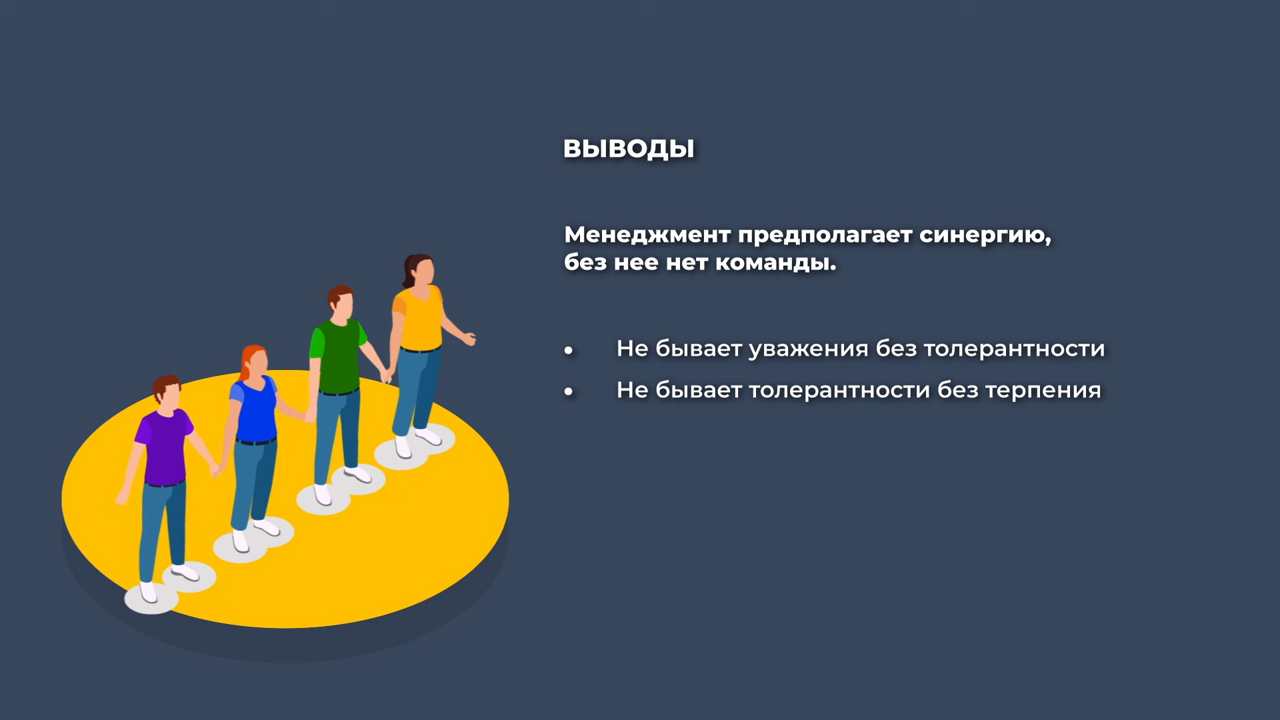 ВЫВОДЫ
Менеджмент предполагает синергию,
без нее нет команды.
• Не бывает уважения без толерантности
• Не бывает толерантности без терпения